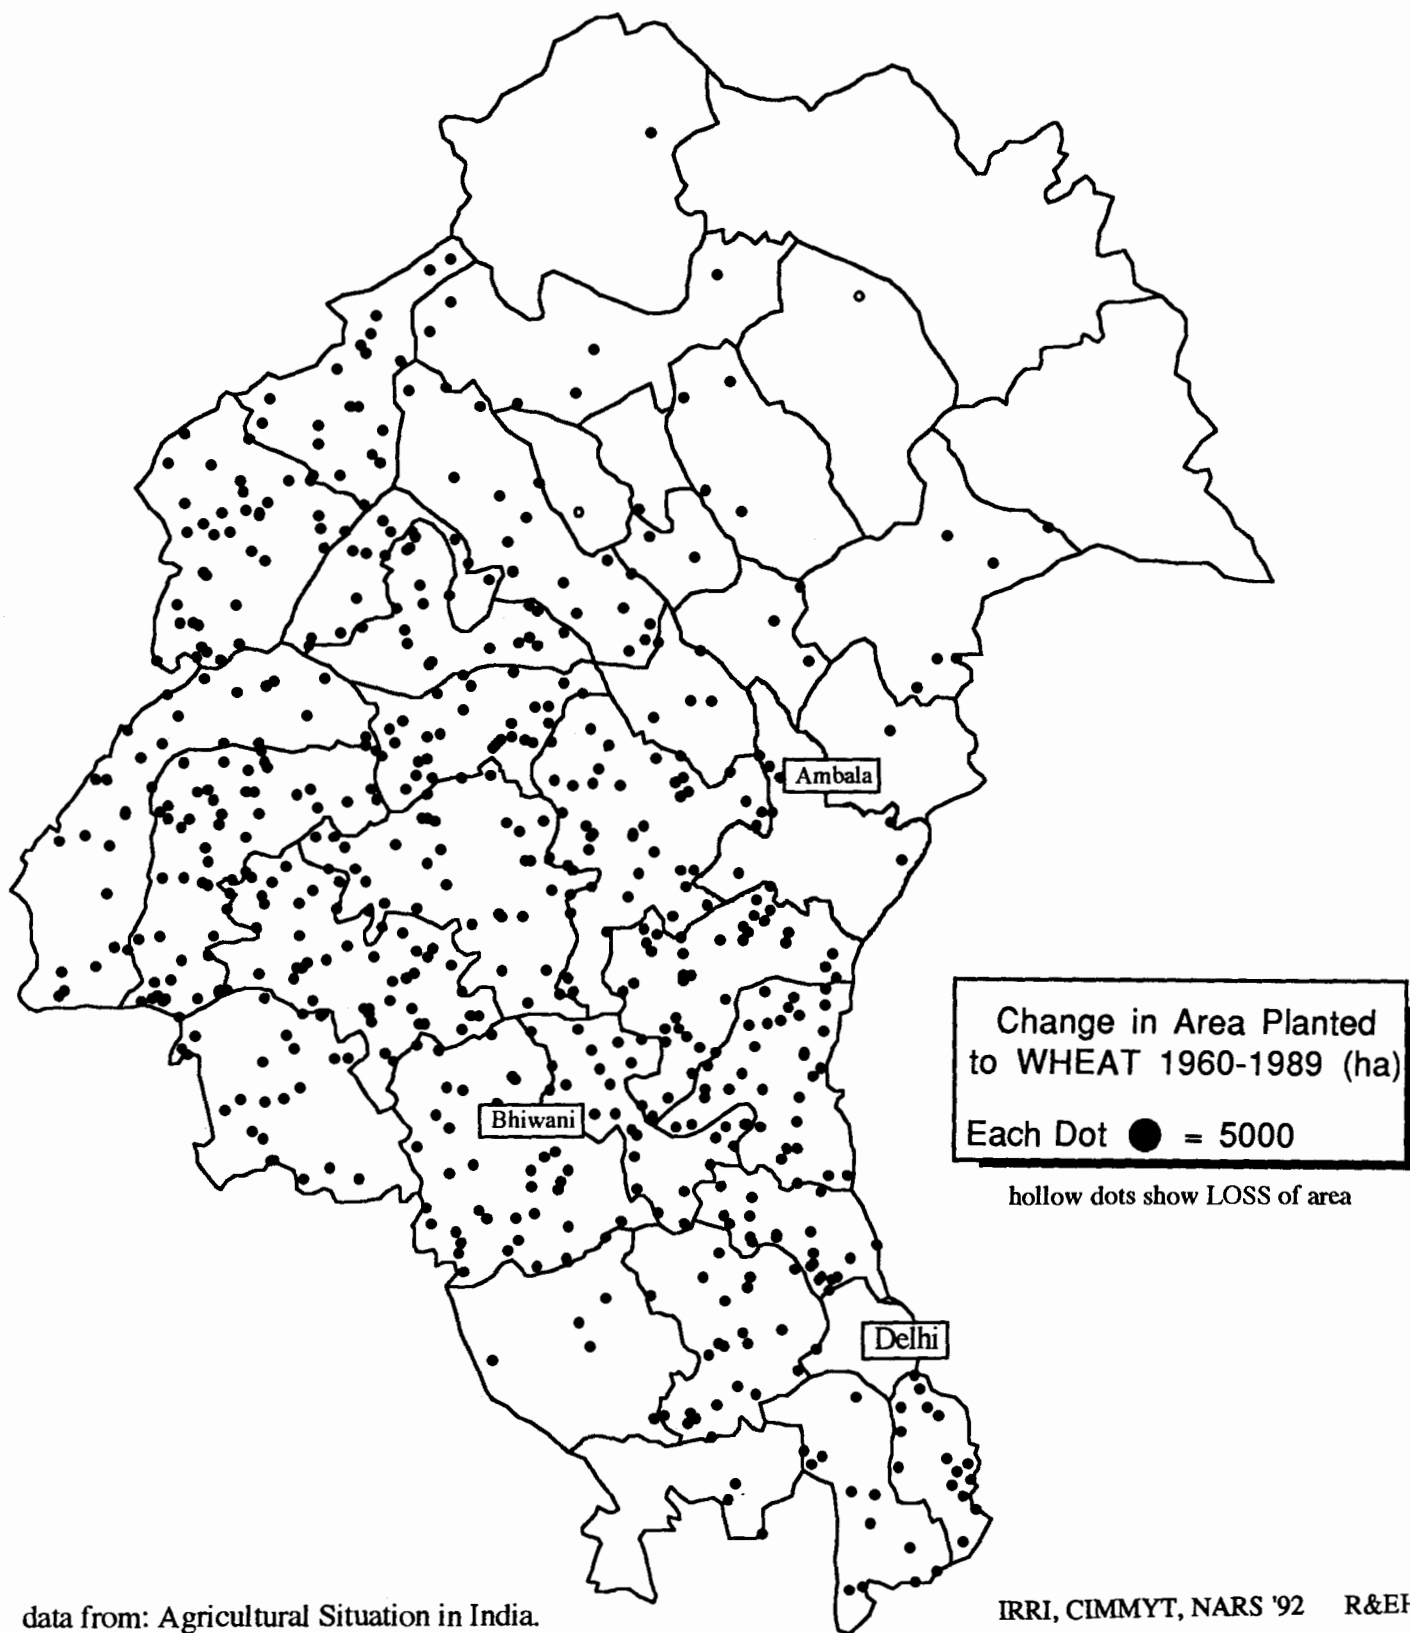 Ambala
Change in Area Planted
to WHEAT 1960-1989 (ha)
Each Dot = 5000
hollow dots show LOSS of area
Bhiwani
Delhi
data from: Agricultural Situation in India.
IRRI, CIMMYT, NARS '92 R&EH